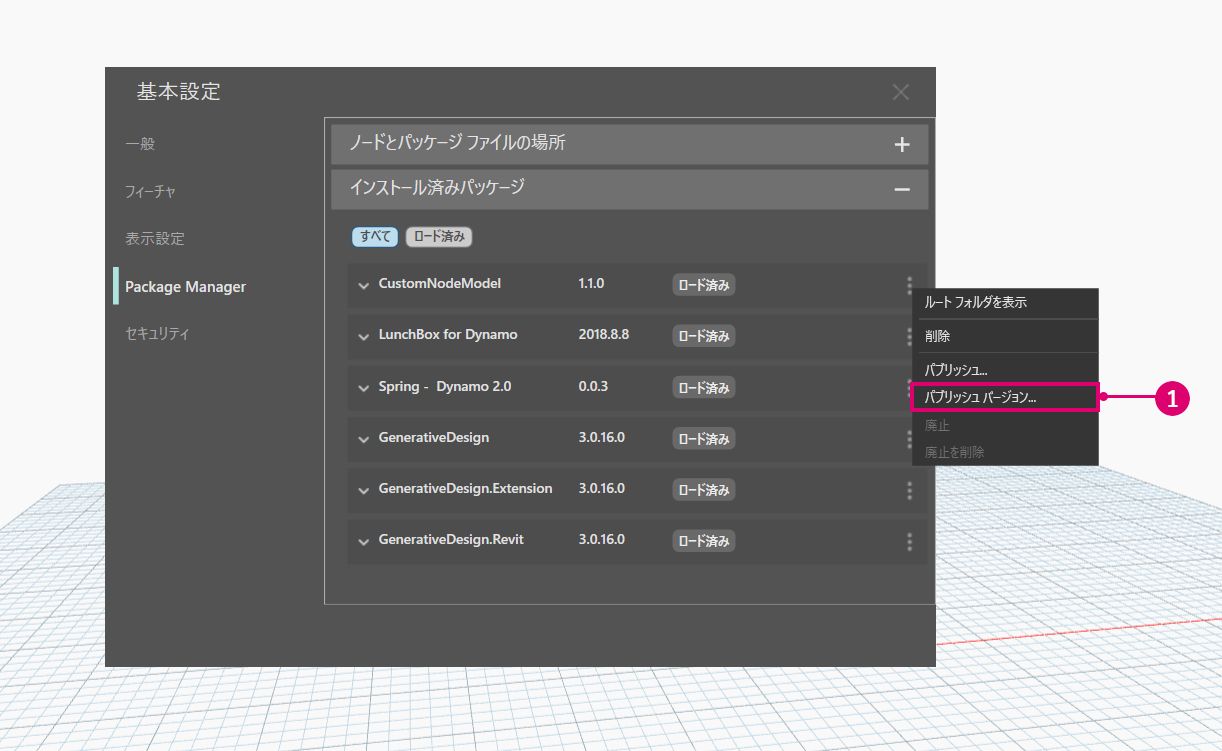 基本設定
一般
フィーチャ
表示設定
Package Manager
セキュリティ
ノードとパッケージ ファイルの場所
インストール済みパッケージ
すべて ロード済み
CustomNodeModel 1.1.0 ロード済み
LunchBox for Dynamo 2018.8.8 ロード済み
Spring - Dynamo 2.0 0.0.3 ロード済み
GenerativeDesign 3.0.16.0 ロード済み
GenerativeDesign.Extension 3.0.16.0 ロード済み
GenerativeDesign.Revit 3.0.16.0 ロード済み
ルート フォルダを表示
削除
パブリッシュ...
パブリッシュ バージョン...
廃止
廃止を削除
1